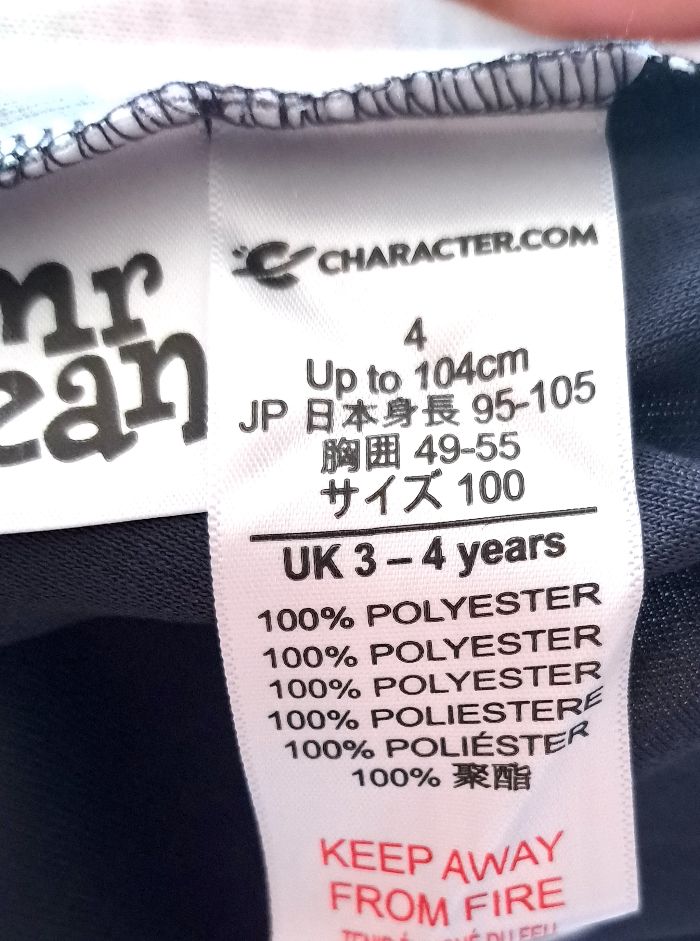 mr
CHARACTER.COM
4
Up to 104cm
JP 日本身長 95-105
胸囲 49-55
サイズ 100
UK 3 – 4 years
100% POLYESTER
100% POLYESTER
100% POLYESTER
100% POLIESTERE
100% POLIÉSTER
100% 聚酯
KEEP AWAY
FROM FIRE
DU FEU